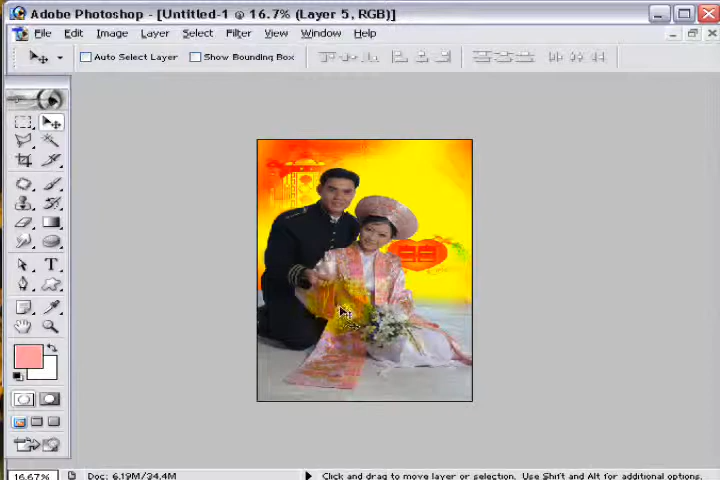 Adobe Photoshop - [Untitled-1 @ 16.7% (Layer 5, RGB)]
File Edit Image Layer Select Filter View Window Help
Auto Select Layer Show Bounding Box
T
16.67% Doc: 6.19M/34.4M Click and drag to move layer or selection. Use Shift and Alt for additional options.